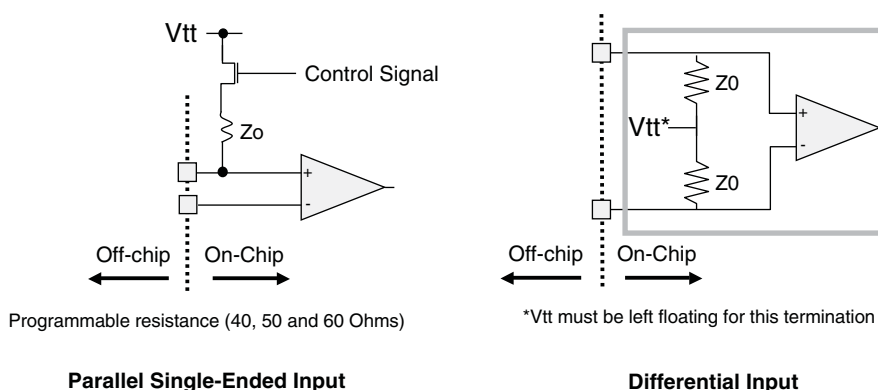 Vtt
Control Signal
Zo
+
-
Off-chip
On-Chip
Programmable resistance (40, 50 and 60 Ohms)
Parallel Single-Ended Input
Z0
Vtt*
Z0
+
-
Off-chip
On-Chip
*Vtt must be left floating for this termination
Differential Input